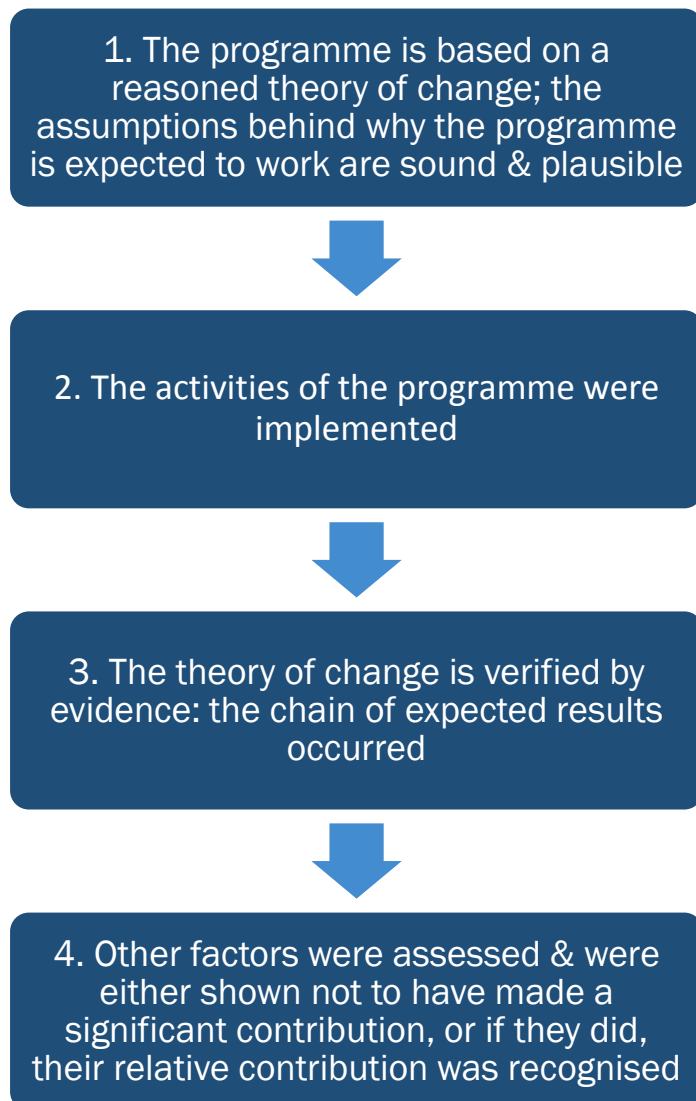 1. The programme is based on a
reasoned theory of change; the
assumptions behind why the programme
is expected to work are sound & plausible
2. The activities of the programme were
implemented
3. The theory of change is verified by
evidence: the chain of expected results
occurred
4. Other factors were assessed & were
either shown not to have made a
significant contribution, or if they did,
their relative contribution was recognised